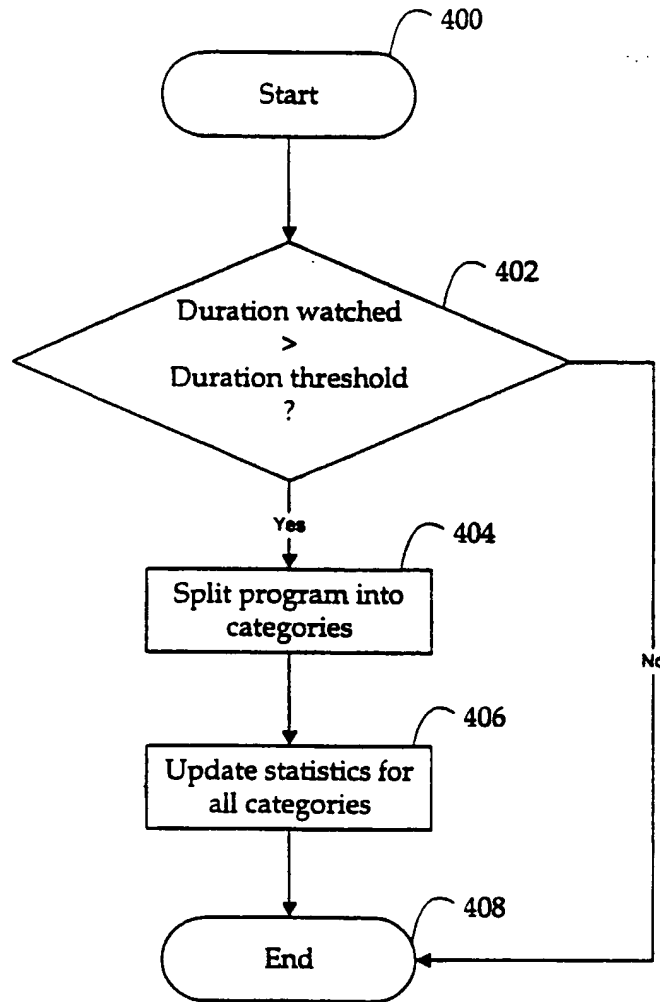 400
Start
402
Duration watched
>
Duration threshold
?
Yes
404
Split program into
categories
No
406
Update statistics for
all categories
408
End